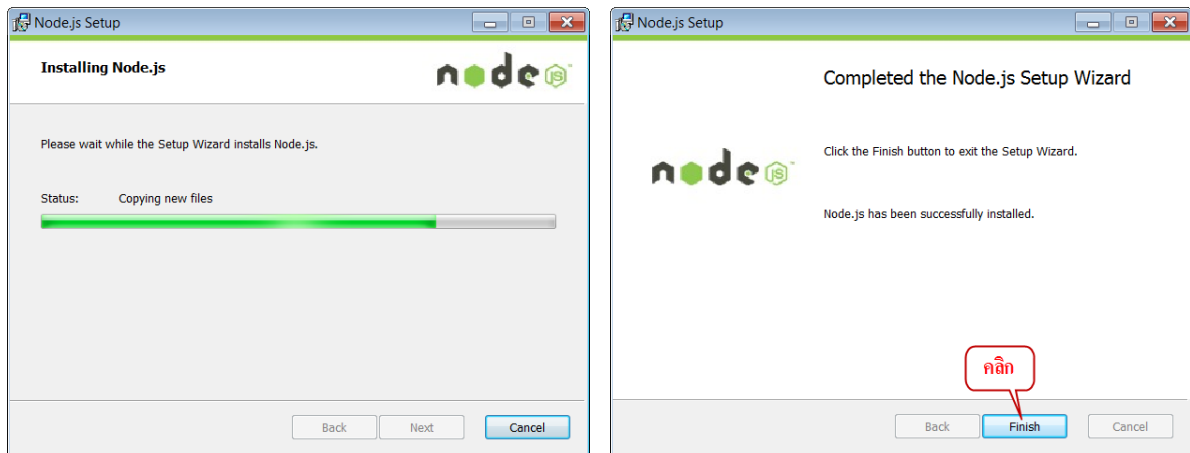 Node.js Setup
Installing Node.js
node JS
Please wait while the Setup Wizard installs Node.js.
Status: Copying new files
Back Next Cancel
Node.js Setup
Completed the Node.js Setup Wizard
node JS
Click the Finish button to exit the Setup Wizard.
Node.js has been successfully installed.
คลิก
Back Finish Cancel